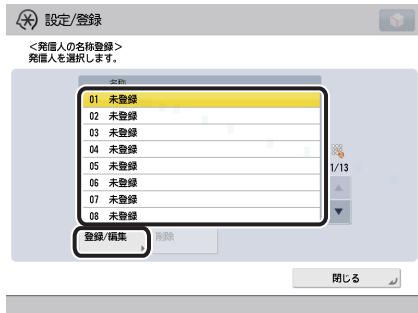 設定/登録
<発信人の名称登録>
発信人を選択します。
名称
01 未登録
02 未登録
03 未登録
04 未登録
05 未登録
06 未登録
07 未登録
08 未登録
1/13
登録/編集
削除
閉じる